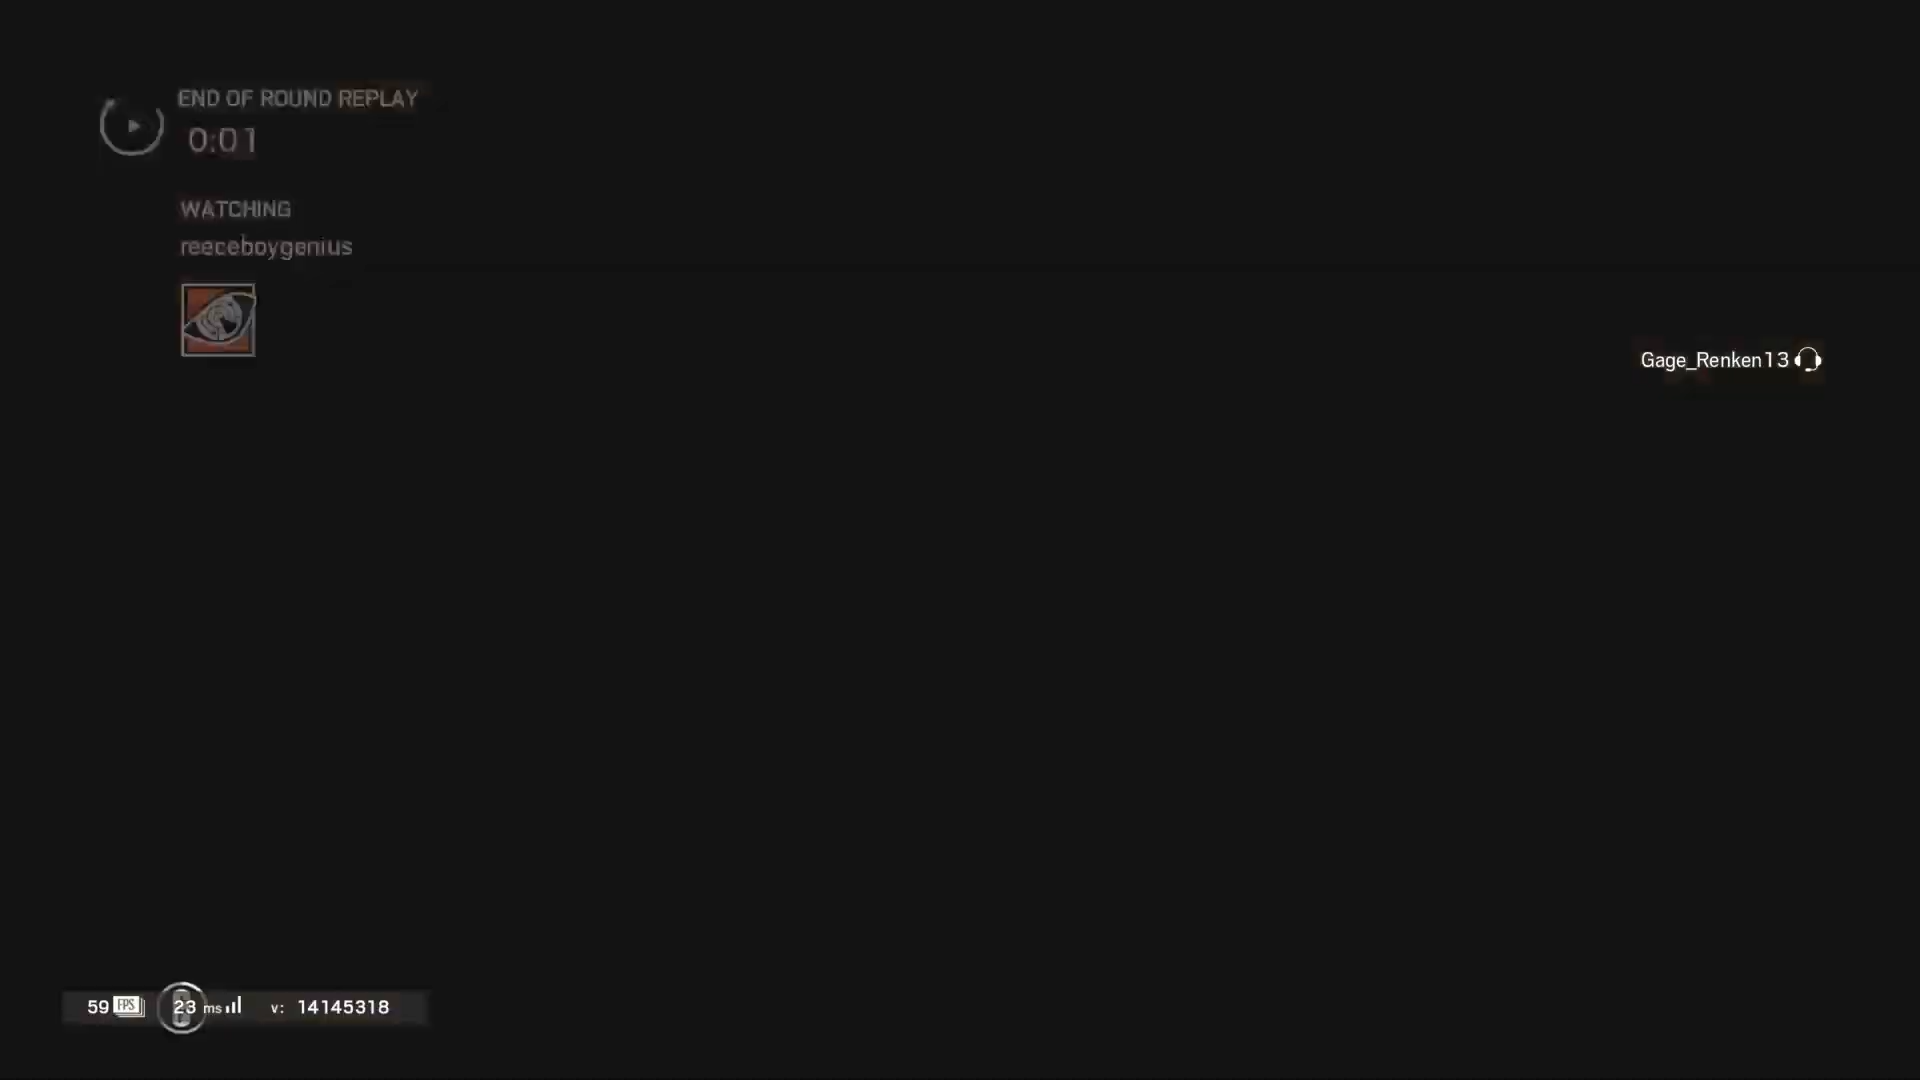 END OF ROUND REPLAY
0:01
WATCHING
reeceboygenius
Gage_Renken13
59 FPS 23 ms v: 14145318